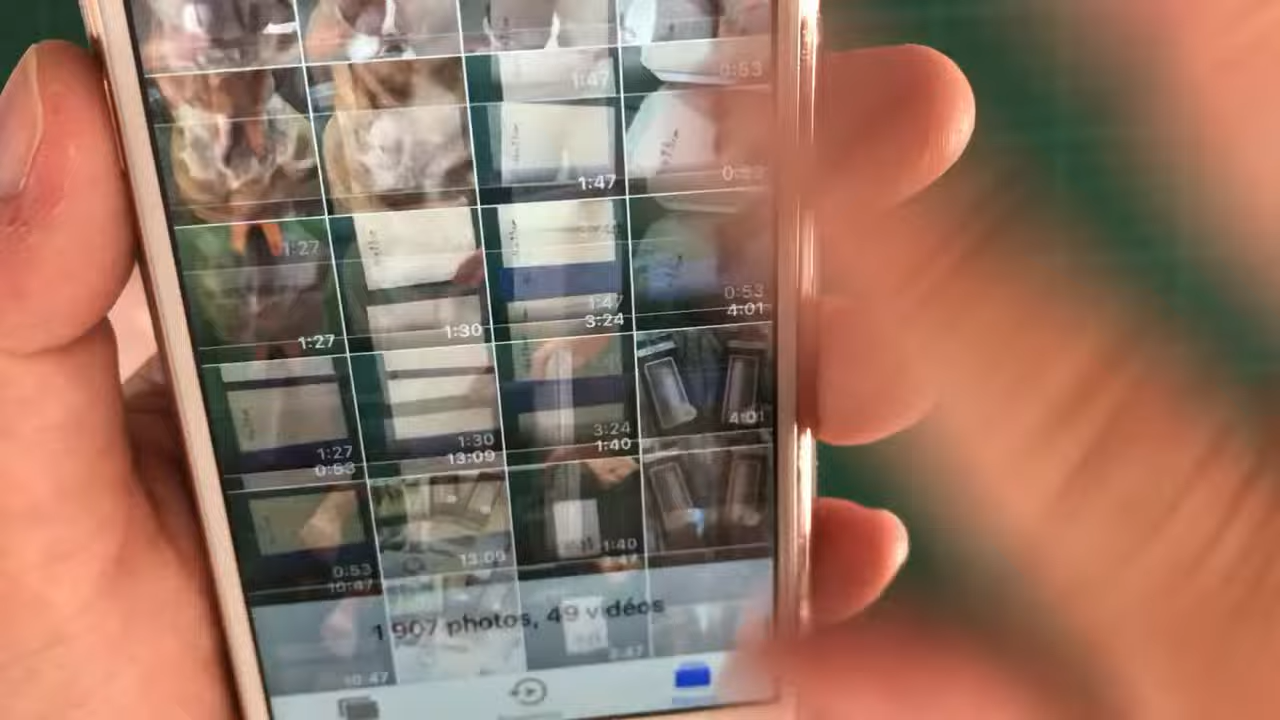 1:47 0:53
1:47 0:53
1:27
1:47 0:53
1:27 1:30 3:24 4:01
4:01
1:27 1:30 3:24
0:53 13:09 1:40
0:53 13:09 1:40
10:47
1 907 photos, 49 vidéos
10:47